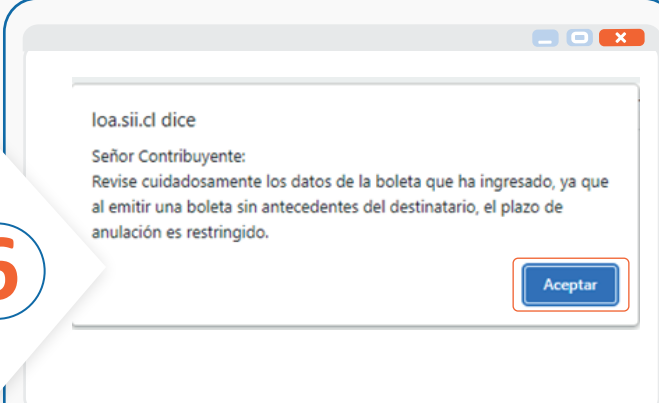 loa.sii.cl dice
Señor Contribuyente:
Revise cuidadosamente los datos de la boleta que ha ingresado, ya que
al emitir una boleta sin antecedentes del destinatario, el plazo de
anulación es restringido.
Aceptar
6